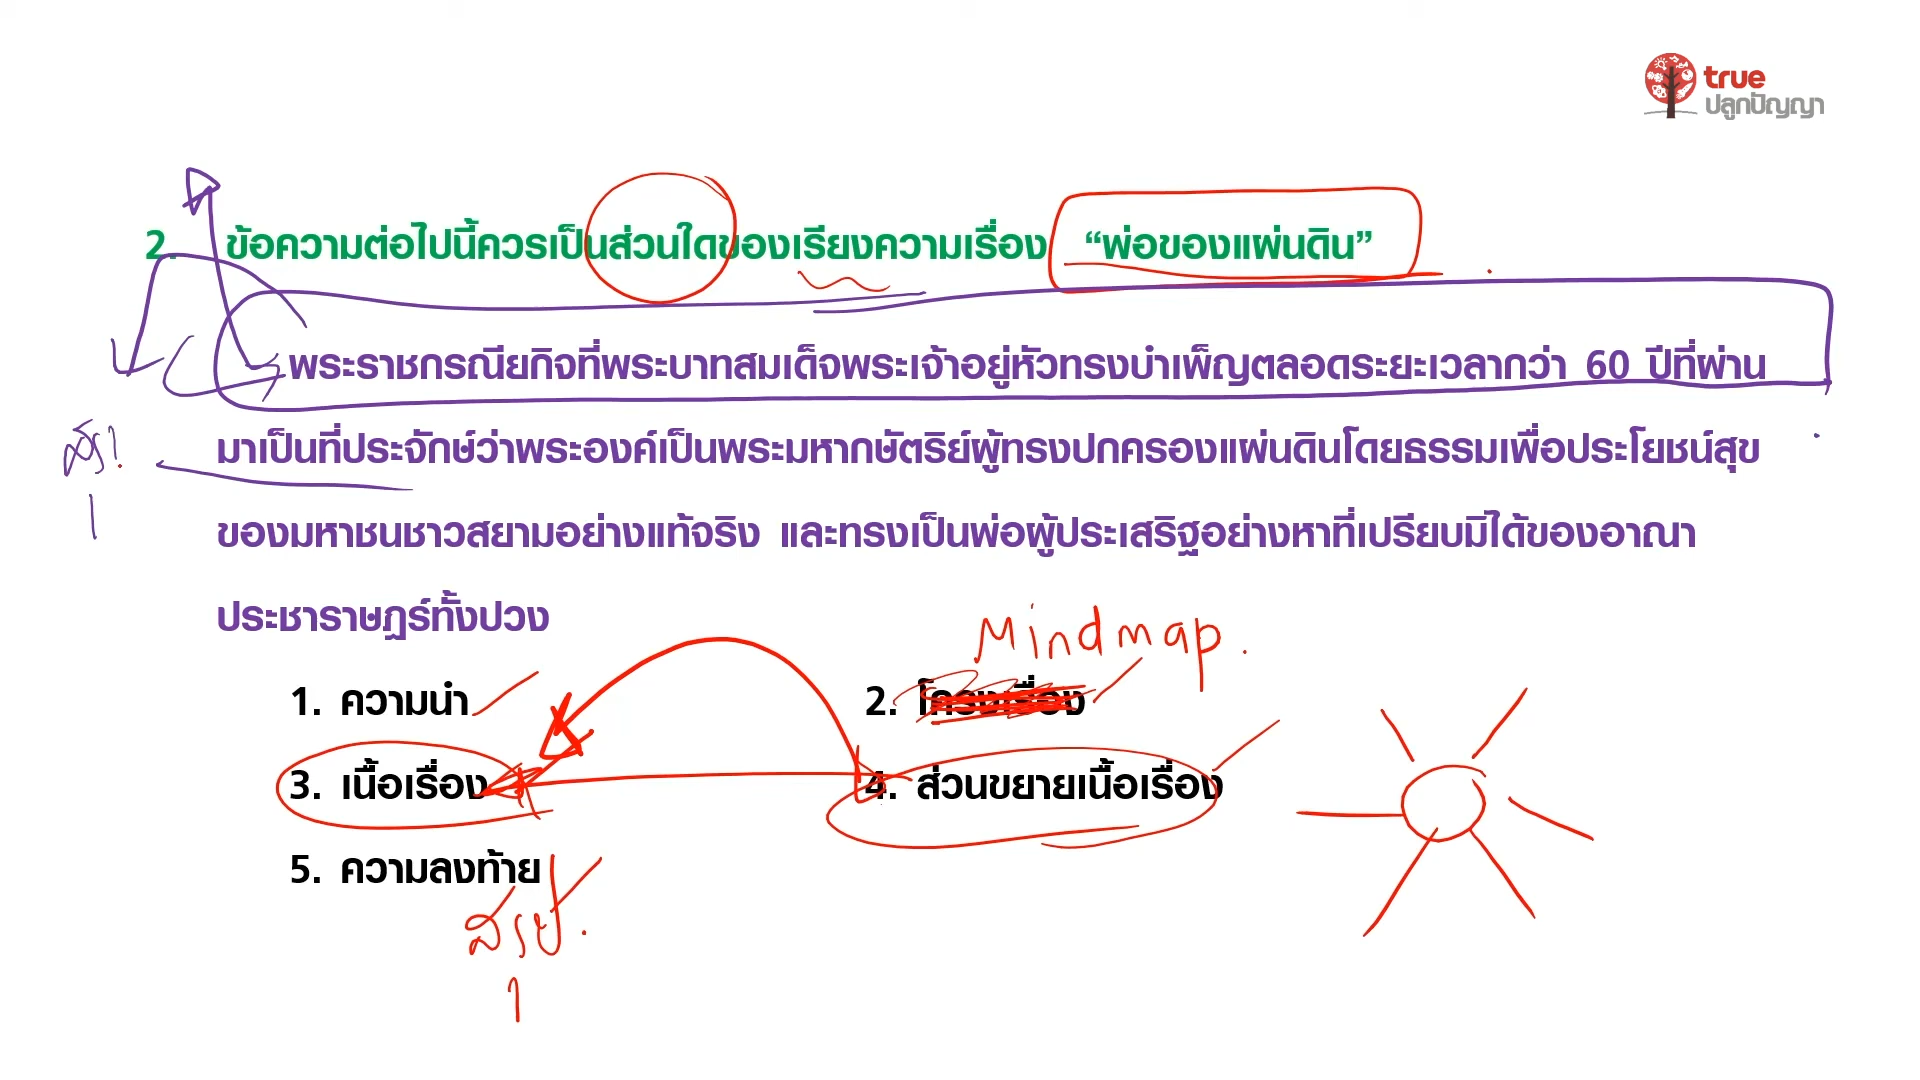 true
ปลูกปัญญา
2. ข้อความต่อไปนี้ควรเป็นส่วนใดของเรียงความเรื่อง “พ่อของแผ่นดิน”
พระราชกรณียกิจที่พระบาทสมเด็จพระเจ้าอยู่หัวทรงบำเพ็ญตลอดระยะเวลากว่า 60 ปีที่ผ่าน
มาเป็นที่ประจักษ์ว่าพระองค์เป็นพระมหากษัตริย์ผู้ทรงปกครองแผ่นดินโดยธรรมเพื่อประโยชน์สุข
ของมหาชนชาวสยามอย่างแท้จริง และทรงเป็นพ่อผู้ประเสริฐอย่างหาที่เปรียบมิได้ของอาณา
ประชาราษฎร์ทั้งปวง
Mindmap.
1. ความนำ 2. โครงเรื่อง
3. เนื้อเรื่อง 4. ส่วนขยายเนื้อเรื่อง
5. ความลงท้าย
สรุป.